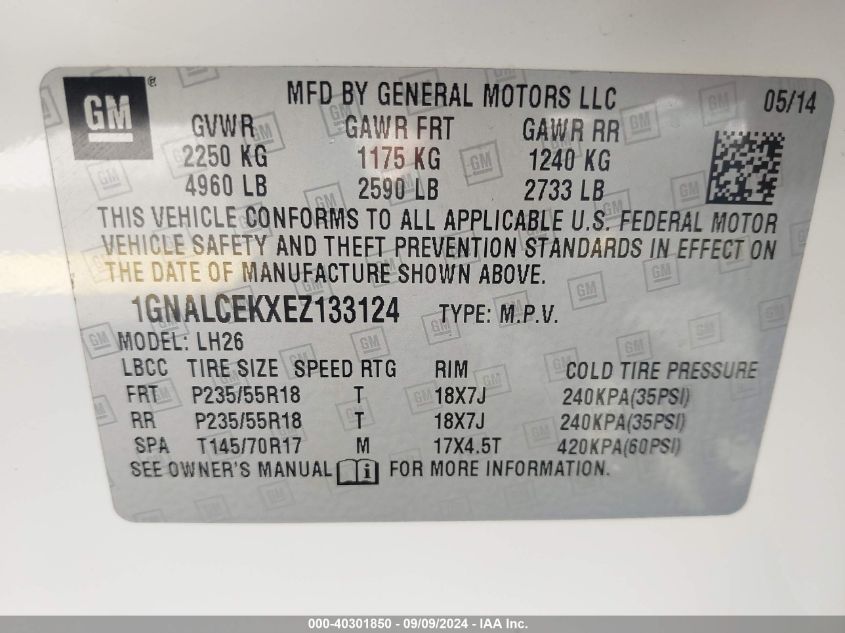 GM ®
MFD BY GENERAL MOTORS LLC 05/14
GVWR GAWR FRT GAWR RR
2250 KG 1175 KG 1240 KG
4960 LB 2590 LB 2733 LB
THIS VEHICLE CONFORMS TO ALL APPLICABLE U.S. FEDERAL MOTOR
VEHICLE SAFETY AND THEFT PREVENTION STANDARDS IN EFFECT ON
THE DATE OF MANUFACTURE SHOWN ABOVE.
1GNALCEKXEZ133124 TYPE: M.P.V.
MODEL: LH26
LBCC TIRE SIZE SPEED RTG RIM COLD TIRE PRESSURE
FRT P235/55R18 T 18X7J 240KPA(35PSI)
RR P235/55R18 T 18X7J 240KPA(35PSI)
SPA T145/70R17 M 17X4.5T 420KPA(60PSI)
SEE OWNER'S MANUAL FOR MORE INFORMATION.
000-40301850 - 09/09/2024 - IAA Inc.